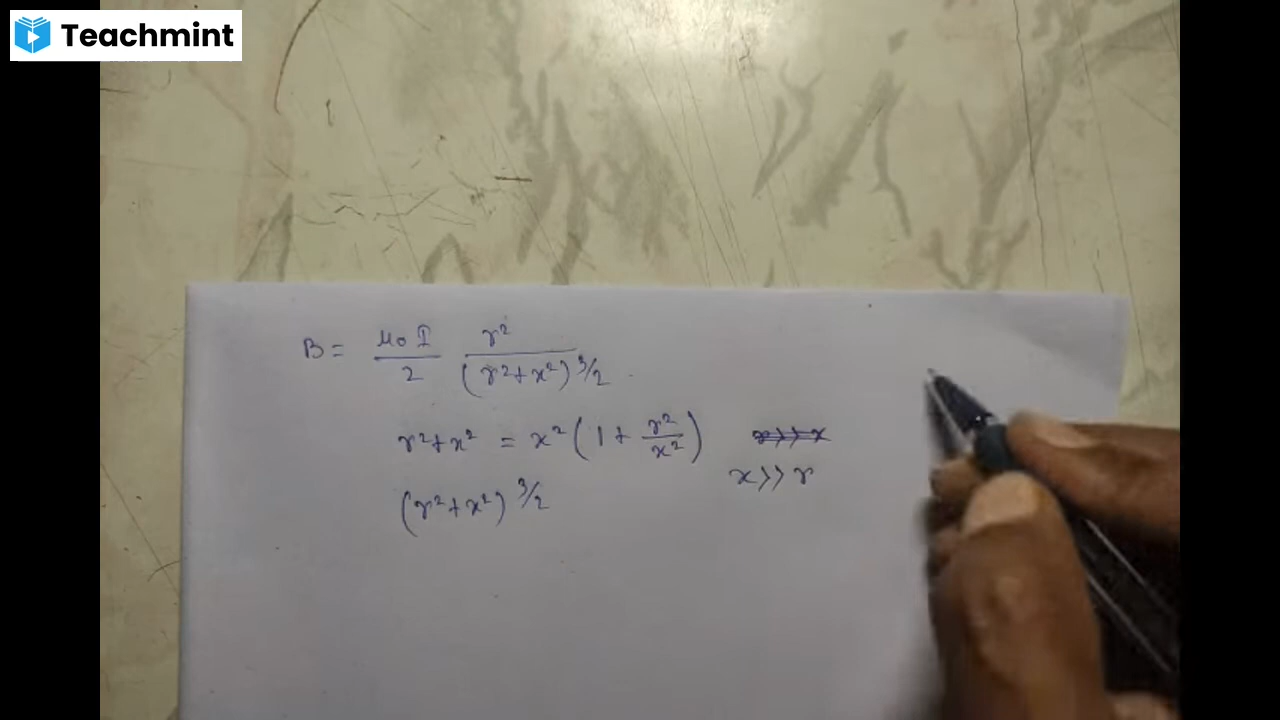 Teachmint
B = μ₀ I / 2 r² / (r²+x²)^3/2
r²+x² = x² (1 + r²/x²) r>>x
x>>r
(r²+x²)^3/2